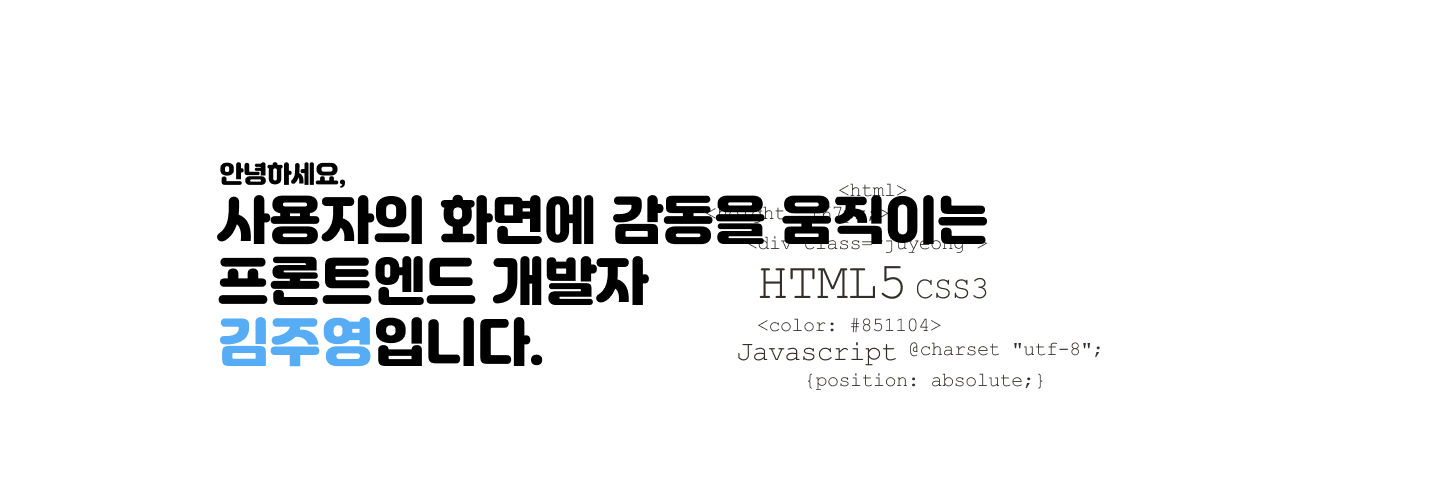 안녕하세요,
사용자의 화면에 감동을 움직이는
프론트엔드 개발자
김주영입니다.
<html>
<div class="juyeong">
HTML5 CSS3
<color: #851104>
Javascript @charset "utf-8";
{position: absolute;}